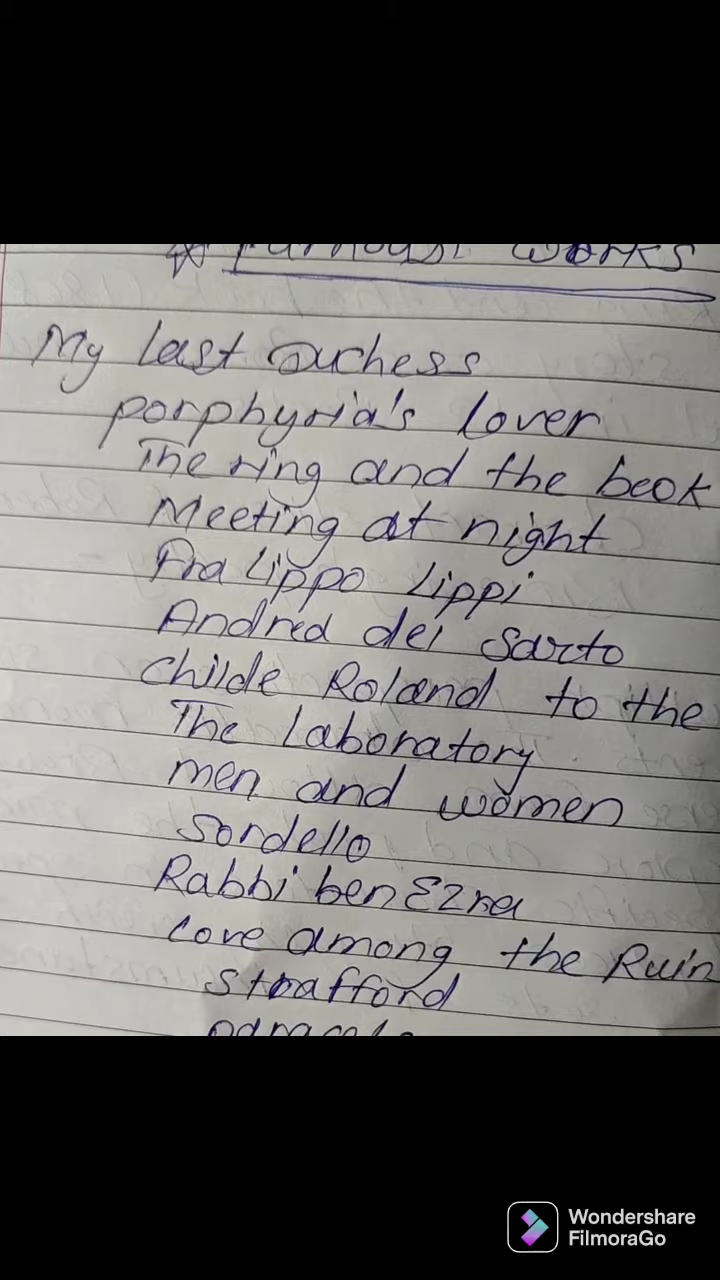 Works
My last Duchess
porphyria's lover
The ring and the book
Meeting at night
Fra Lippo Lippi
Andred del Sarto
Childe Roland to the
The Laboratory
men and women
Sordello
Rabbi ben Ezra
Love among the Ruin
Strafford
Wondershare
FilmoraGo